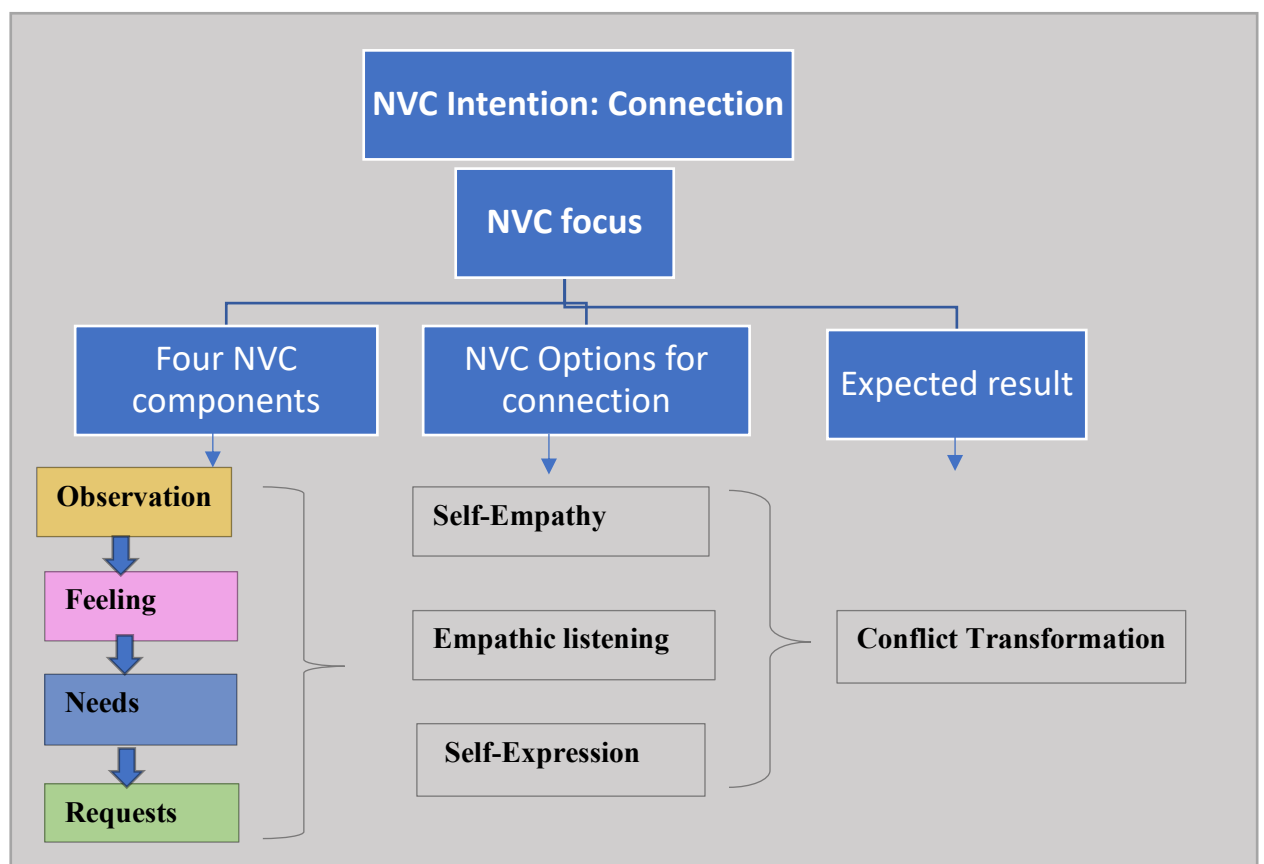 NVC Intention: Connection
NVC focus
Four NVC
components
NVC Options for
connection
Expected result
Observation
Feeling
Needs
Requests
Self-Empathy
Empathic listening
Self-Expression
Conflict Transformation